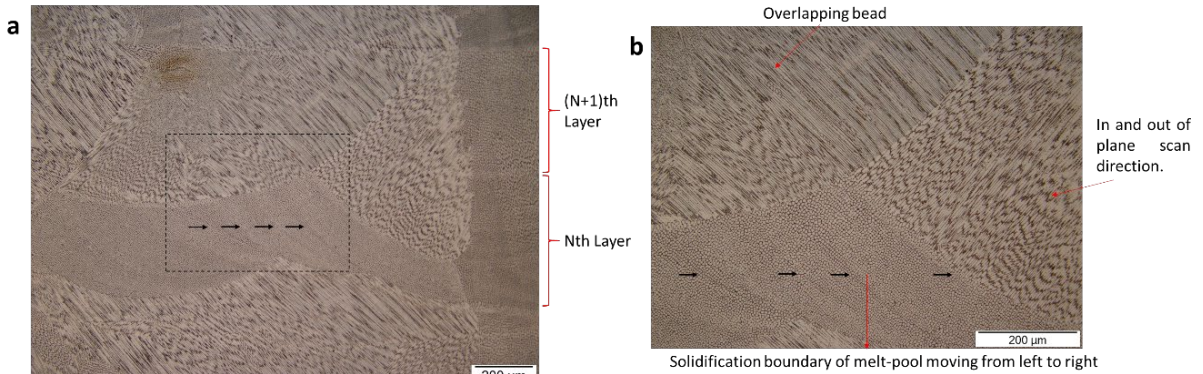 a
(N+1)th
Layer
Nth Layer
b
Overlapping bead
In and out of
plane scan
direction.
200 µm
Solidification boundary of melt-pool moving from left to right